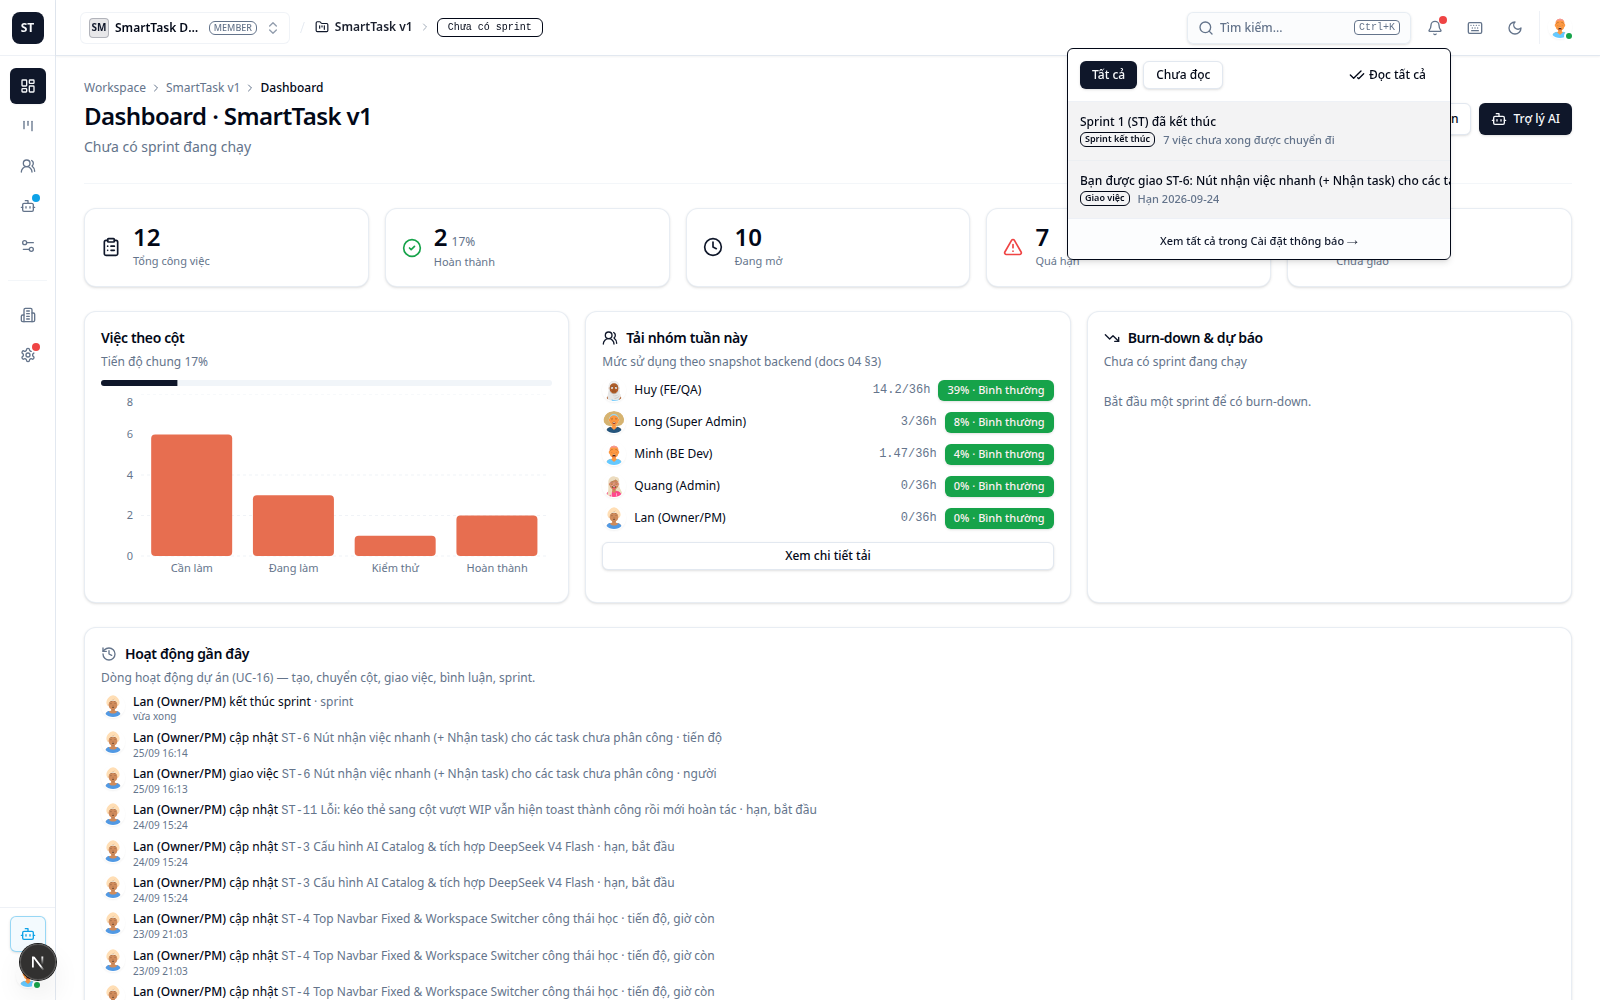 ST
SM SmartTask D... MEMBER / SmartTask v1 Chưa có sprint
Tìm kiếm... Ctrl+K
Workspace SmartTask v1 Dashboard
Dashboard · SmartTask v1
Chưa có sprint đang chạy
Tất cả Chưa đọc Đọc tất cả
Sprint 1 (ST) đã kết thúc
Sprint kết thúc 7 việc chưa xong được chuyển đi
Bạn được giao ST-6: Nút nhận việc nhanh (+ Nhận task) cho các
Giao việc Hạn 2026-09-24
Xem tất cả trong Cài đặt thông báo →
n Trợ lý AI
12
Tổng công việc
2 17%
Hoàn thành
10
Đang mở
7
Quá hạn
Chưa giao
Việc theo cột
Tiến độ chung 17%
8
6
4
2
0
Cần làm Đang làm Kiểm thử Hoàn thành
Tải nhóm tuần này
Mức sử dụng theo snapshot backend (docs 04 §3)
Huy (FE/QA) 14.2/36h 39% · Bình thường
Long (Super Admin) 3/36h 8% · Bình thường
Minh (BE Dev) 1.47/36h 4% · Bình thường
Quang (Admin) 0/36h 0% · Bình thường
Lan (Owner/PM) 0/36h 0% · Bình thường
Xem chi tiết tải
Burn-down & dự báo
Chưa có sprint đang chạy
Bắt đầu một sprint để có burn-down.
Hoạt động gần đây
Dòng hoạt động dự án (UC-16) — tạo, chuyển cột, giao việc, bình luận, sprint.
Lan (Owner/PM) kết thúc sprint · sprint
vừa xong
Lan (Owner/PM) cập nhật ST-6 Nút nhận việc nhanh (+ Nhận task) cho các task chưa phân công · tiến độ
25/09 16:14
Lan (Owner/PM) giao việc ST-6 Nút nhận việc nhanh (+ Nhận task) cho các task chưa phân công · người
25/09 16:13
Lan (Owner/PM) cập nhật ST-11 Lỗi: kéo thẻ sang cột vượt WIP vẫn hiện toast thành công rồi mới hoàn tác · hạn, bắt đầu
24/09 15:24
Lan (Owner/PM) cập nhật ST-3 Cấu hình AI Catalog & tích hợp DeepSeek V4 Flash · hạn, bắt đầu
24/09 15:24
Lan (Owner/PM) cập nhật ST-3 Cấu hình AI Catalog & tích hợp DeepSeek V4 Flash · hạn, bắt đầu
24/09 15:24
Lan (Owner/PM) cập nhật ST-4 Top Navbar Fixed & Workspace Switcher công thái học · tiến độ, giờ còn
23/09 21:03
Lan (Owner/PM) cập nhật ST-4 Top Navbar Fixed & Workspace Switcher công thái học · tiến độ, giờ còn
23/09 21:03
Lan (Owner/PM) cập nhật ST-4 Top Navbar Fixed & Workspace Switcher công thái học · tiến độ, giờ còn
N